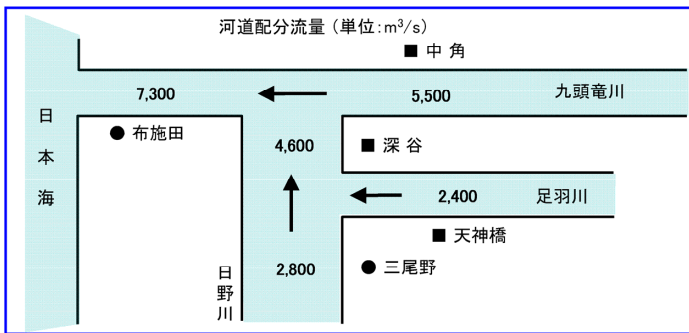 河道配分流量（単位：m³/s）
■ 中角
7,300
5,500
九頭竜川
日本海
● 布施田
4,600
■ 深谷
2,400
足羽川
■ 天神橋
2,800
● 三尾野
日野川